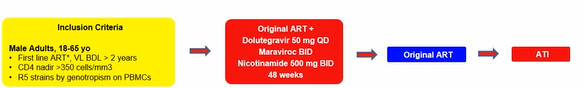 Inclusion Criteria
Male Adults, 18-65 yo
• First line ART*, VL BDL > 2 years
• CD4 nadir >350 cells/mm3
• R5 strains by genotropism on PBMCs
Original ART +
Dolutegravir 50 mg QD
Maraviroc BID
Nicotinamide 500 mg BID
48 weeks
Original ART
ATI